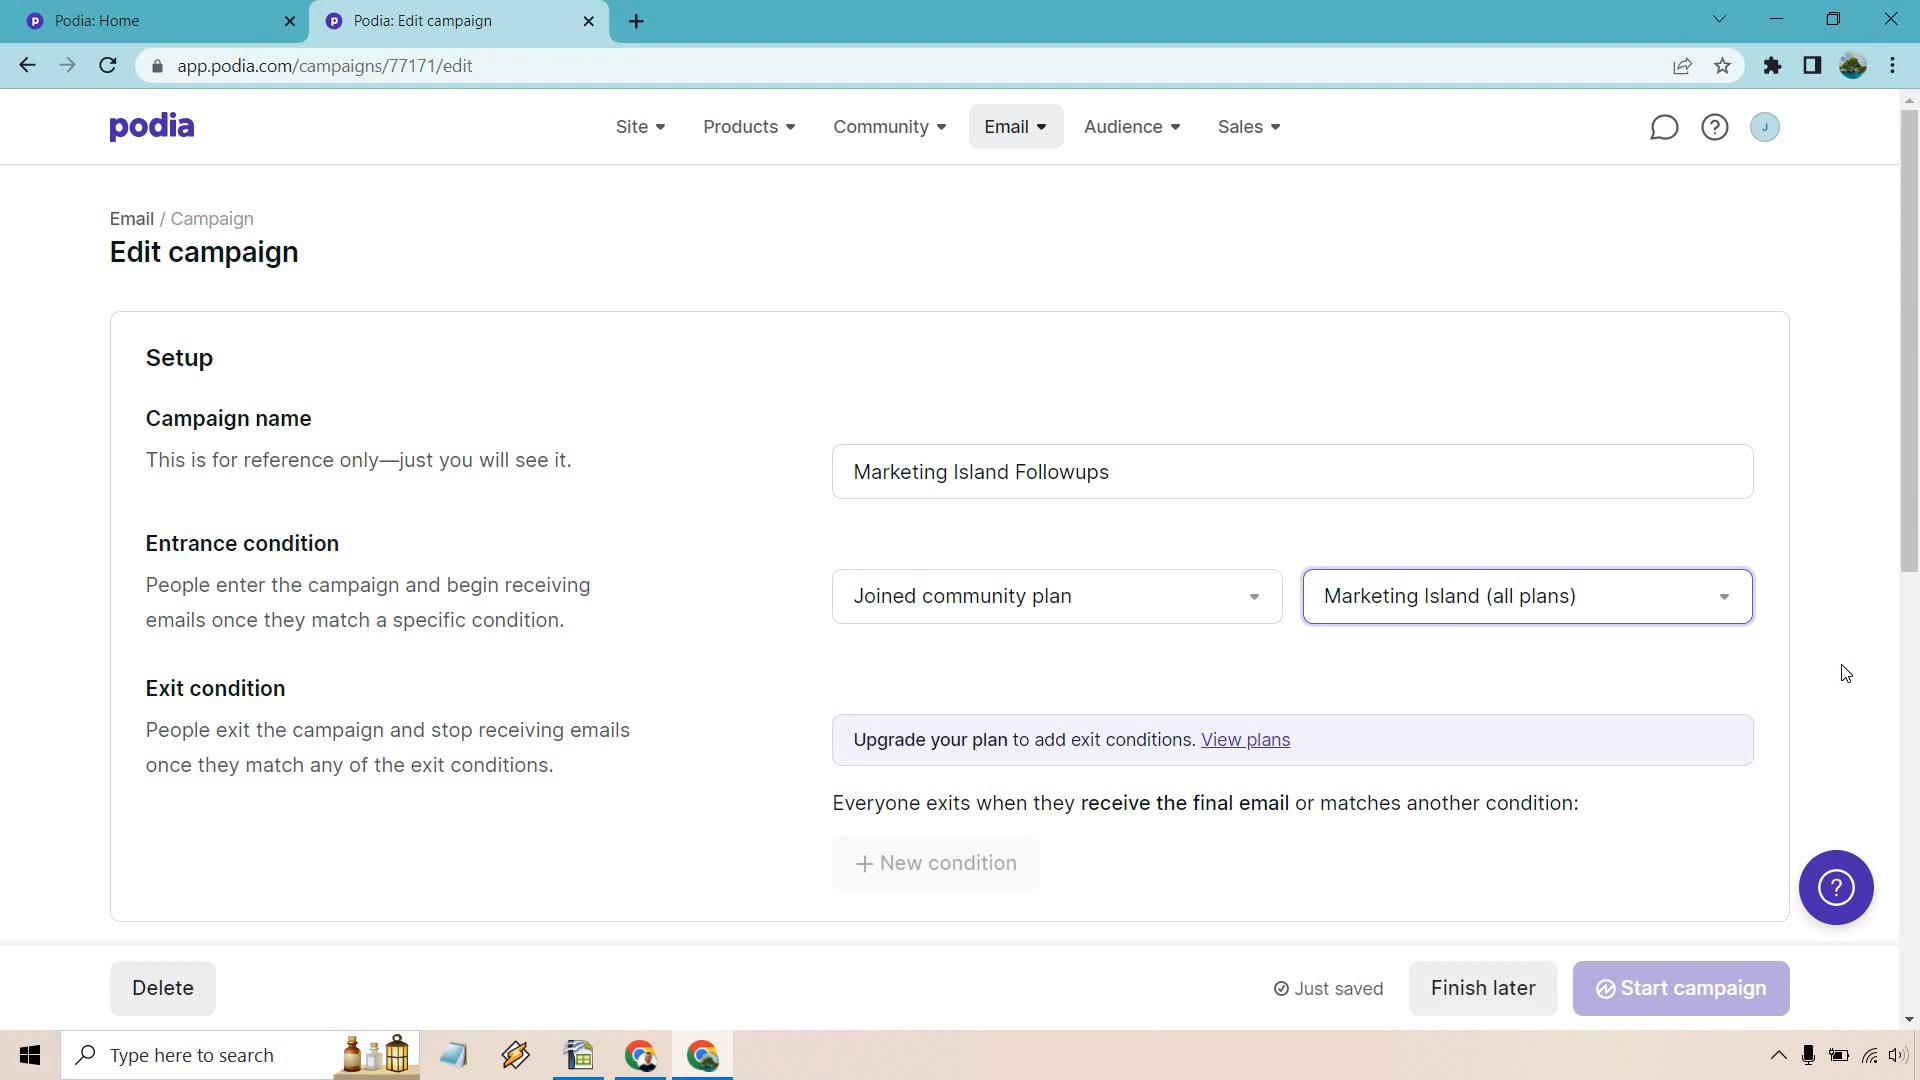 Podia: Home
Podia: Edit campaign
app.podia.com/campaigns/77171/edit
podia
Site
Products
Community
Email
Audience
Sales
J
Email / Campaign
Edit campaign
Setup
Campaign name
This is for reference only—just you will see it.
Marketing Island Followups
Entrance condition
People enter the campaign and begin receiving
emails once they match a specific condition.
Joined community plan
Marketing Island (all plans)
Exit condition
People exit the campaign and stop receiving emails
once they match any of the exit conditions.
Upgrade your plan to add exit conditions. View plans
Everyone exits when they receive the final email or matches another condition:
New condition
Delete
Just saved
Finish later
Start campaign
Type here to search